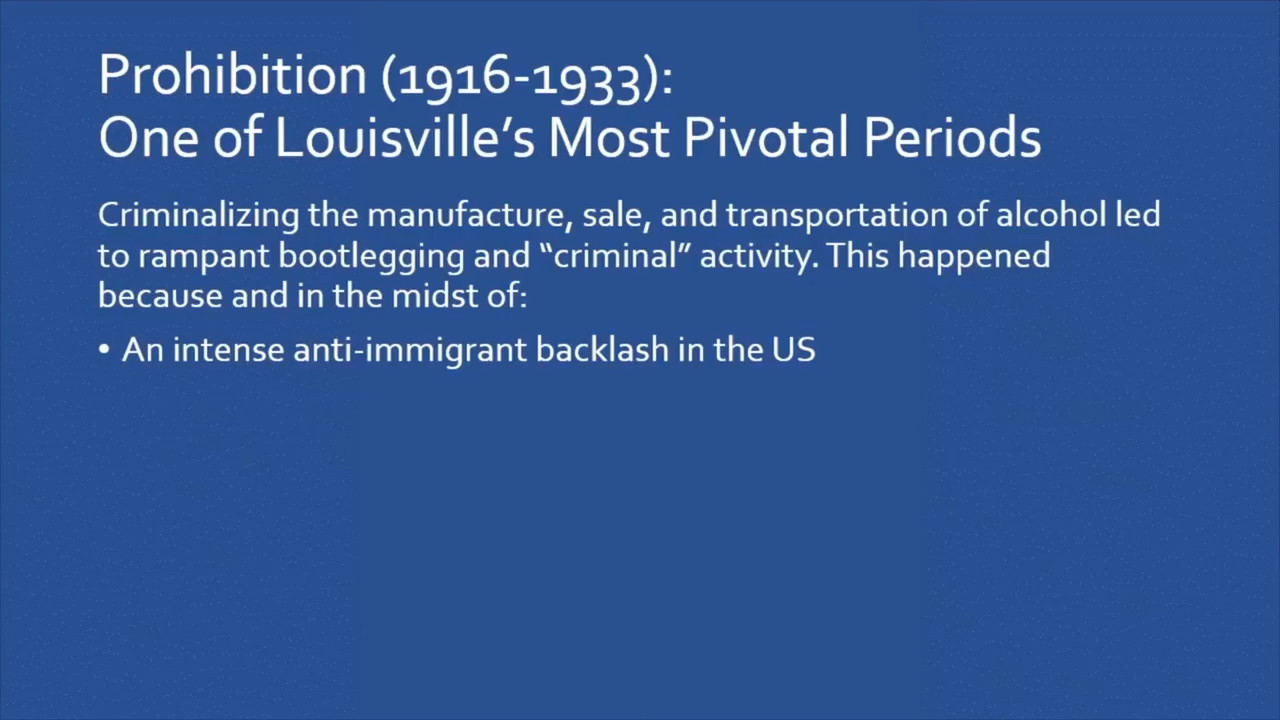 Prohibition (1916-1933):
One of Louisville’s Most Pivotal Periods
Criminalizing the manufacture, sale, and transportation of alcohol led
to rampant bootlegging and “criminal” activity. This happened
because and in the midst of:
• An intense anti-immigrant backlash in the US